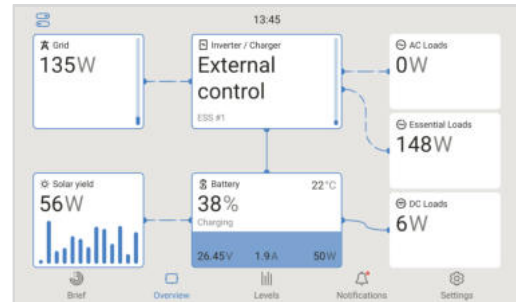 13:45
Grid
135W
Inverter / Charger
External
control
ESS #1
AC Loads
0W
Essential Loads
148W
Solar yield
56W
Battery
22°C
38%
Charging
26.45V 1.9A 50W
DC Loads
6W
Brief Overview Levels Notifications Settings